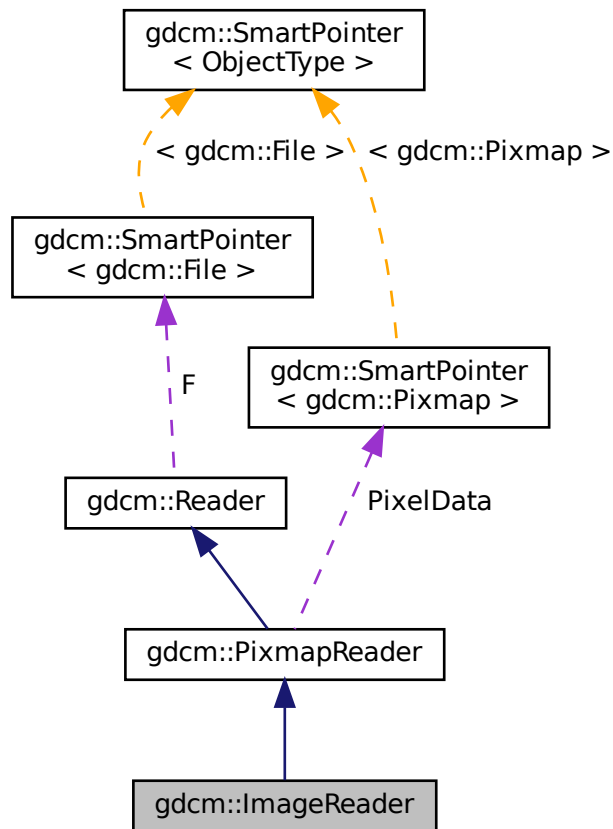 gdcm::SmartPointer
< ObjectType >
< gdcm::File >
< gdcm::Pixmap >
gdcm::SmartPointer
< gdcm::File >
gdcm::SmartPointer
< gdcm::Pixmap >
F
gdcm::Reader
PixelData
gdcm::PixmapReader
gdcm::ImageReader